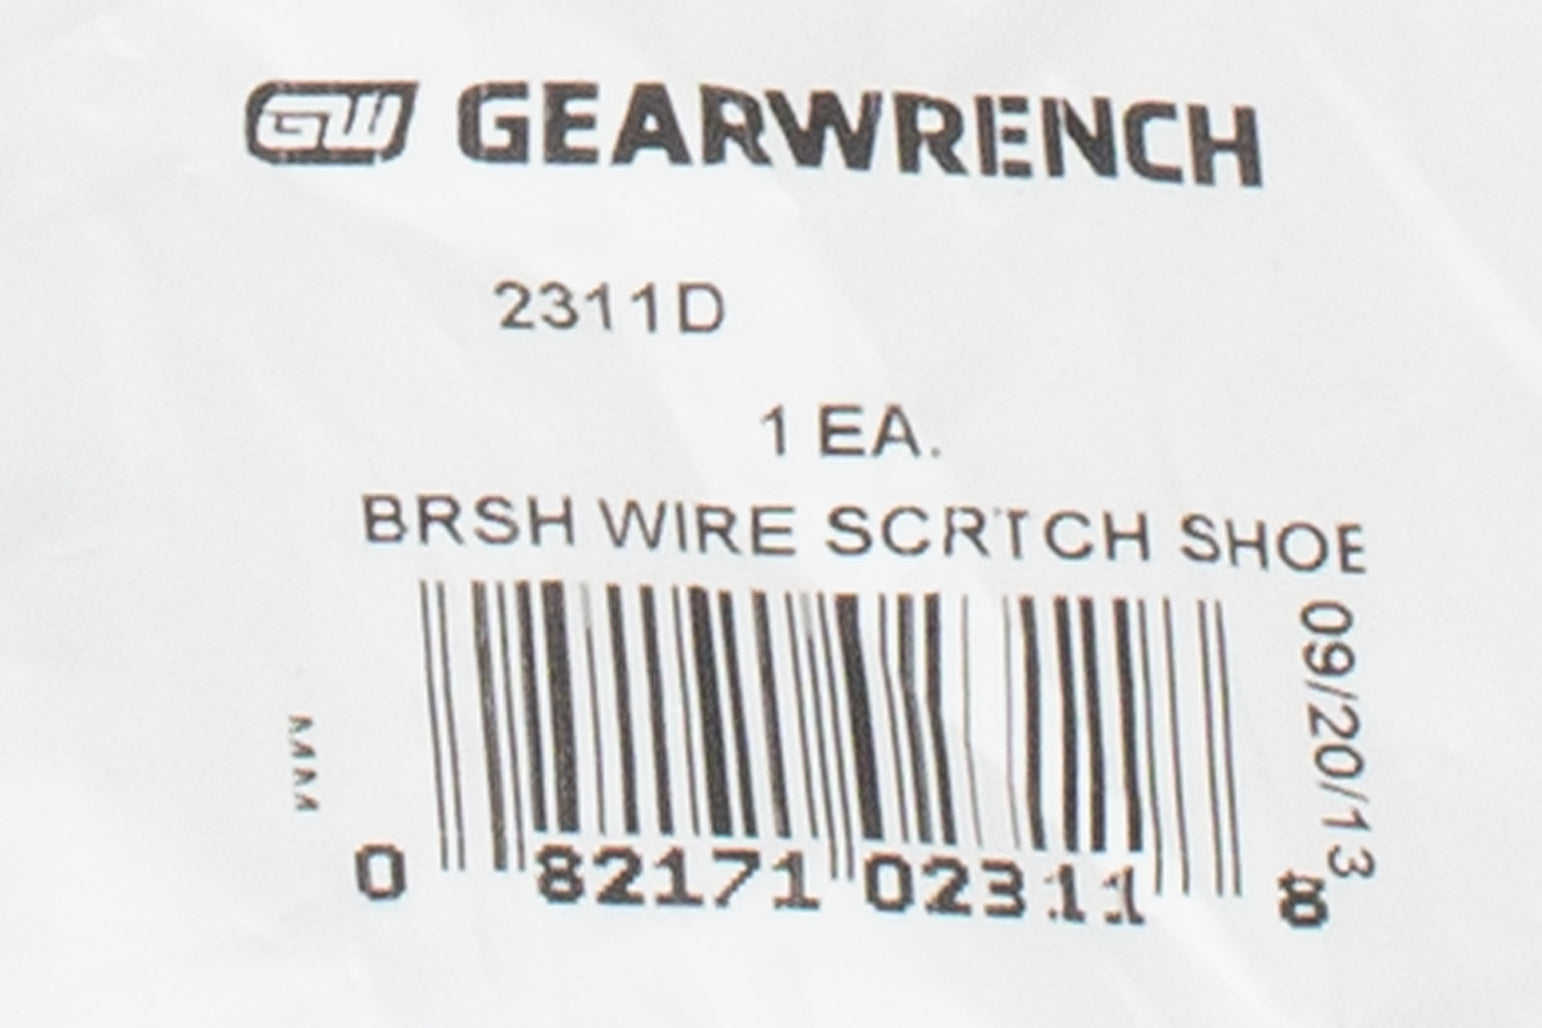 GW GEARWRENCH
2311D
1 EA.
BRSH WIRE SCRTCH SHOE
09/20/13
0 82171 02311 8